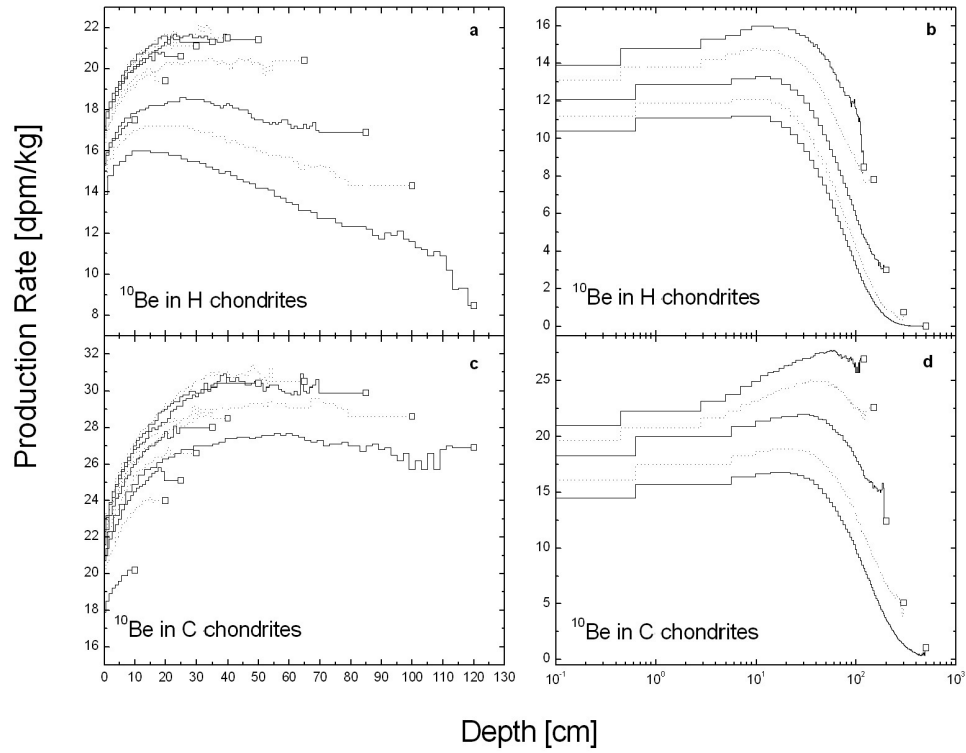 Production Rate [dpm/kg]
22
20
18
16
14
12
10
8
a
¹⁰Be in H chondrites
16
14
12
10
8
6
4
2
0
b
¹⁰Be in H chondrites
32
30
28
26
24
22
20
18
16
c
¹⁰Be in C chondrites
0 10 20 30 40 50 60 70 80 90 100 110 120 130
25
20
15
10
5
0
d
¹⁰Be in C chondrites
10⁻¹ 10⁰ 10¹ 10² 10³
Depth [cm]